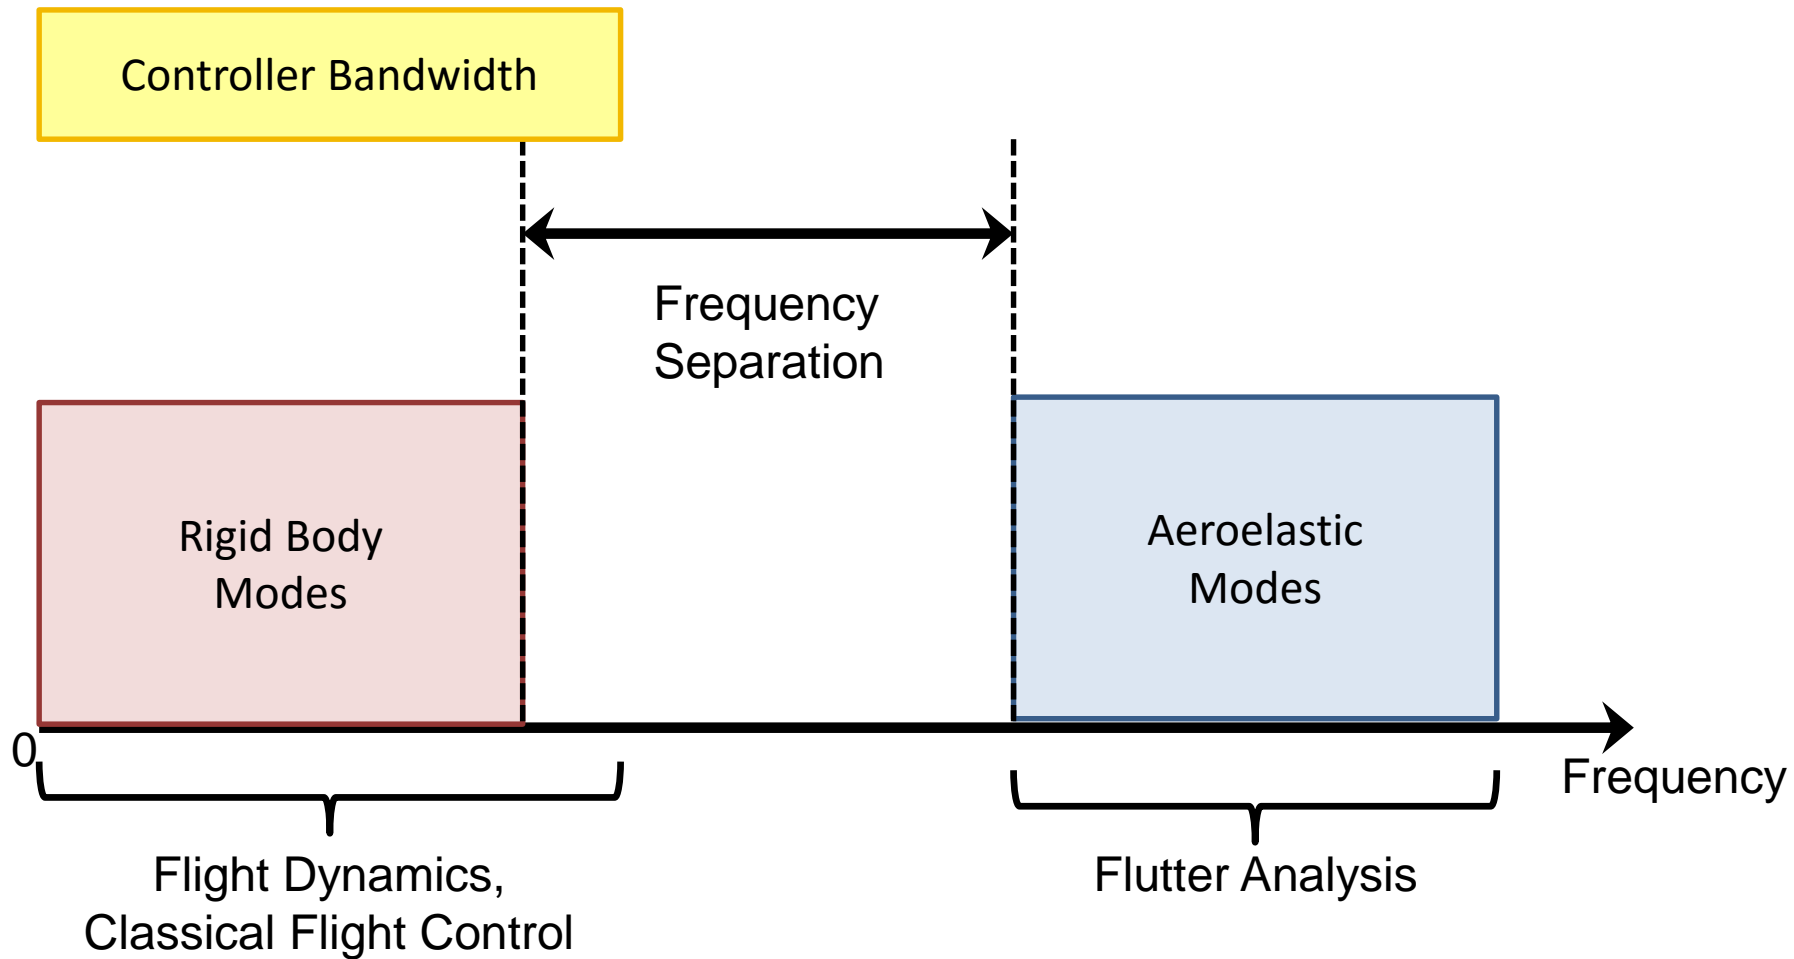 Controller Bandwidth
Frequency
Separation
Rigid Body
Modes
Aeroelastic
Modes
0
Frequency
Flight Dynamics,
Classical Flight Control
Flutter Analysis